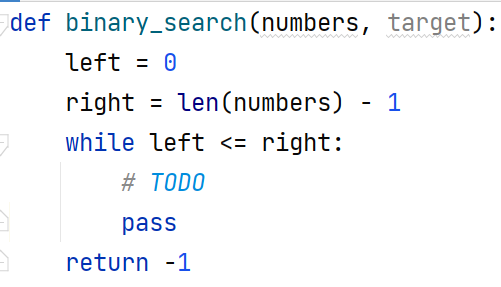 def binary_search(numbers, target):
    left = 0
    right = len(numbers) - 1
    while left <= right:
        # TODO
        pass
    return -1